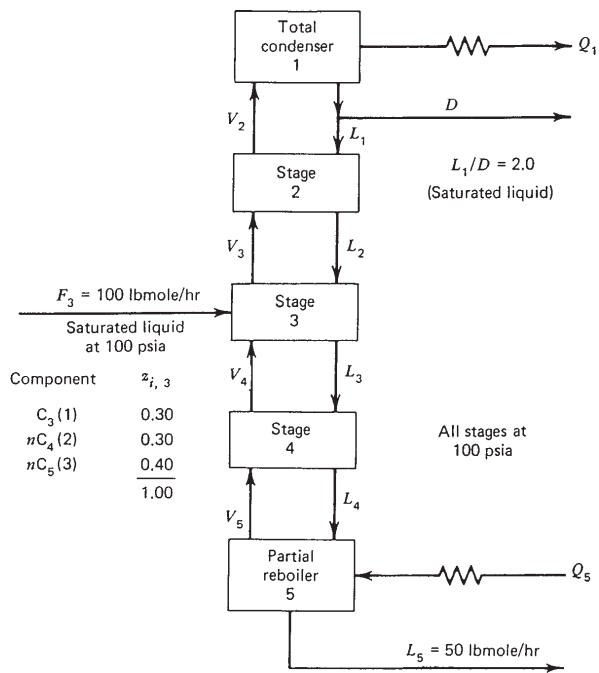 Total
condenser
1
Q₁
V₂
D
L₁
L₁/D = 2.0
(Saturated liquid)
Stage
2
V₃
L₂
F₃ = 100 lbmole/hr
Saturated liquid
at 100 psia
Stage
3
Component zᵢ, ₃
C₃(1) 0.30
nC₄(2) 0.30
nC₅(3) 0.40
1.00
V₄
L₃
Stage
4
All stages at
100 psia
V₅
L₄
Partial
reboiler
5
Q₅
L₅ = 50 lbmole/hr